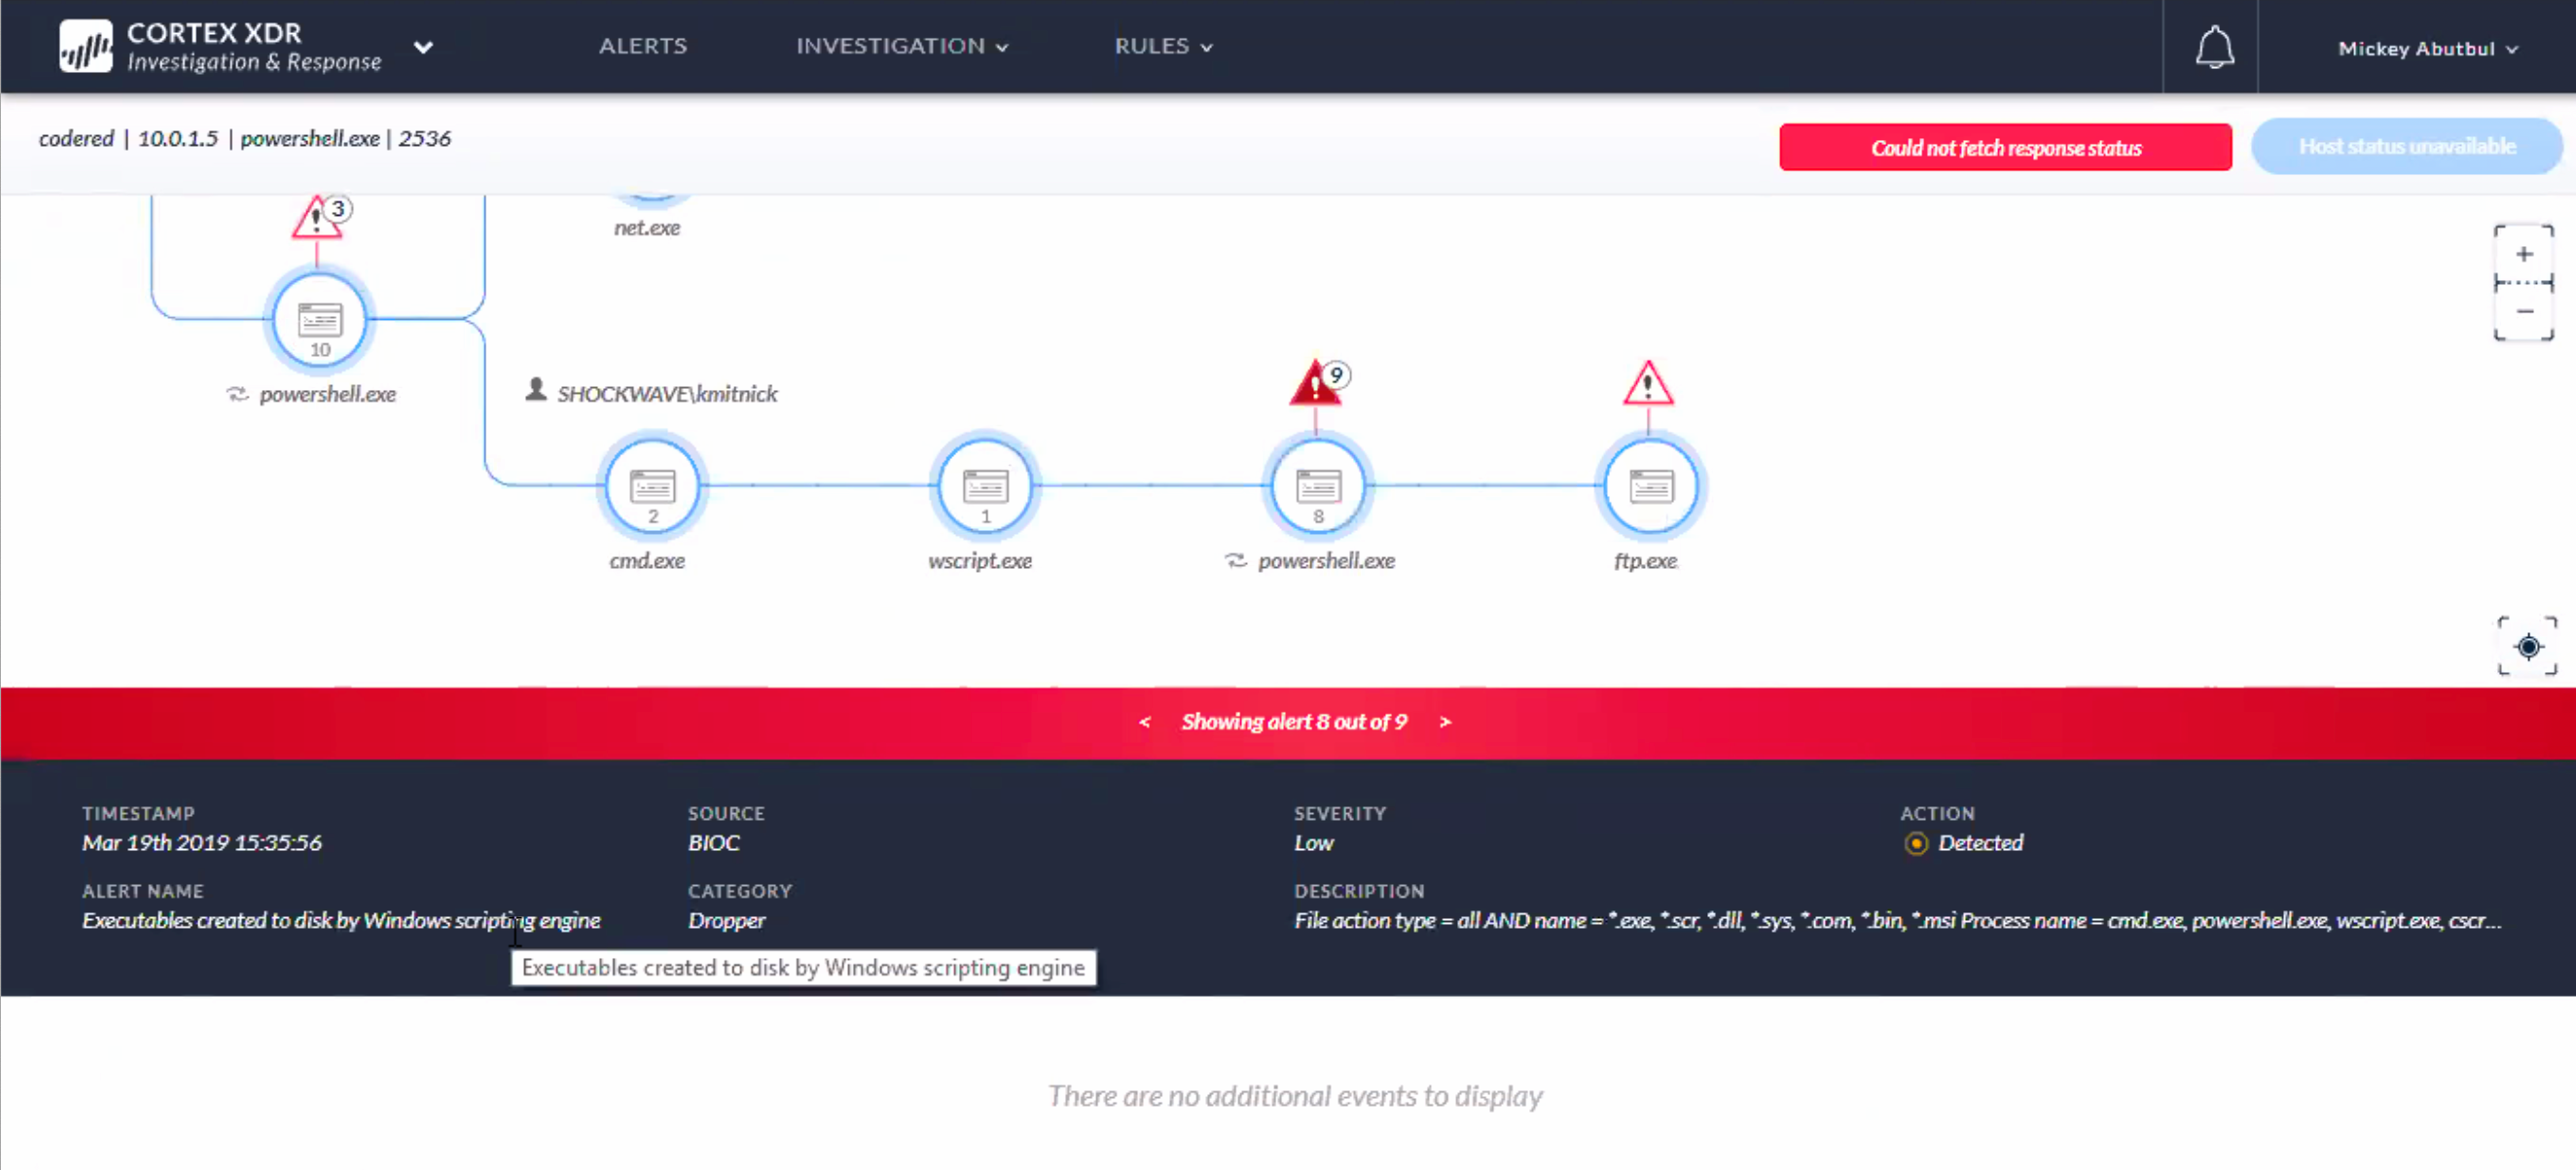 CORTEX XDR
Investigation & Response
ALERTS
INVESTIGATION
RULES
Mickey Abutbul
codered | 10.0.1.5 | powershell.exe | 2536
Could not fetch response status
Host status unavailable
3
net.exe
10
powershell.exe
SHOCKWAVE\kmitnick
9
2
1
8
cmd.exe
wscript.exe
powershell.exe
ftp.exe
< Showing alert 8 out of 9 >
TIMESTAMP
Mar 19th 2019 15:35:56
SOURCE
BIOC
SEVERITY
Low
ACTION
Detected
ALERT NAME
Executables created to disk by Windows scripting engine
CATEGORY
Dropper
DESCRIPTION
File action type = all AND name = *.exe, *.scr, *.dll, *.sys, *.com, *.bin, *.msi Process name = cmd.exe, powershell.exe, wscript.exe, cscr...
Executables created to disk by Windows scripting engine
There are no additional events to display